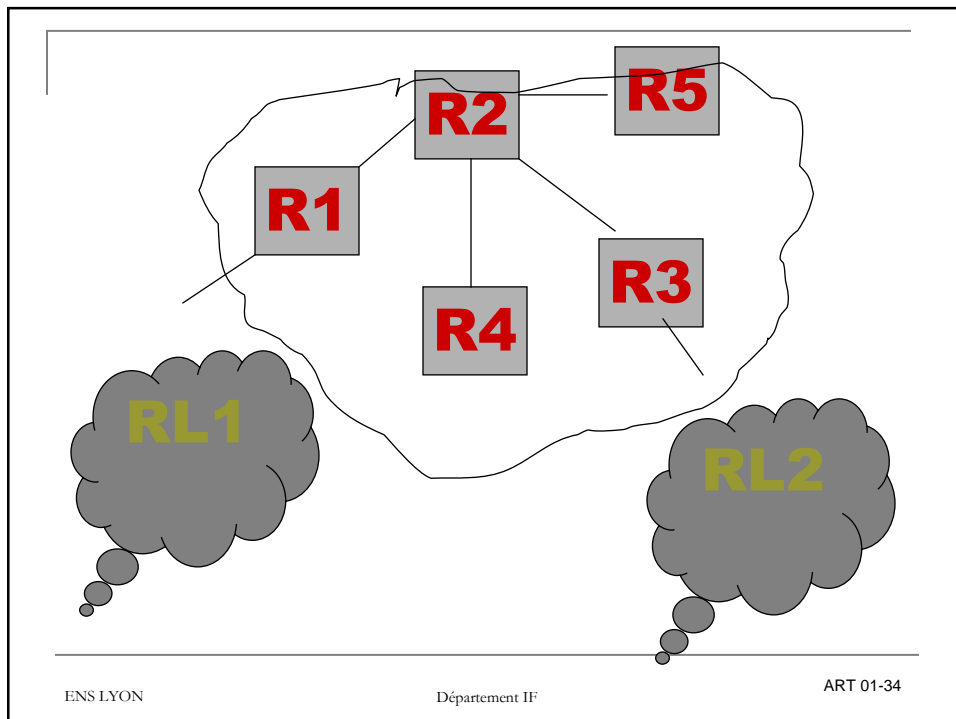 R5
R2
R1
R3
R4
RL1
RL2
ENS LYON
Département IF
ART 01-34